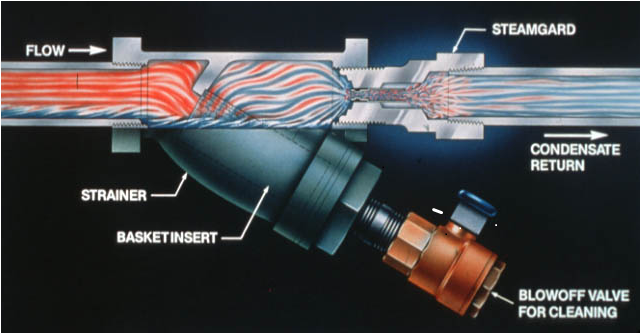 FLOW
STEAMGARD
CONDENSATE
RETURN
STRAINER
BASKET INSERT
BLOWOFF VALVE
FOR CLEANING